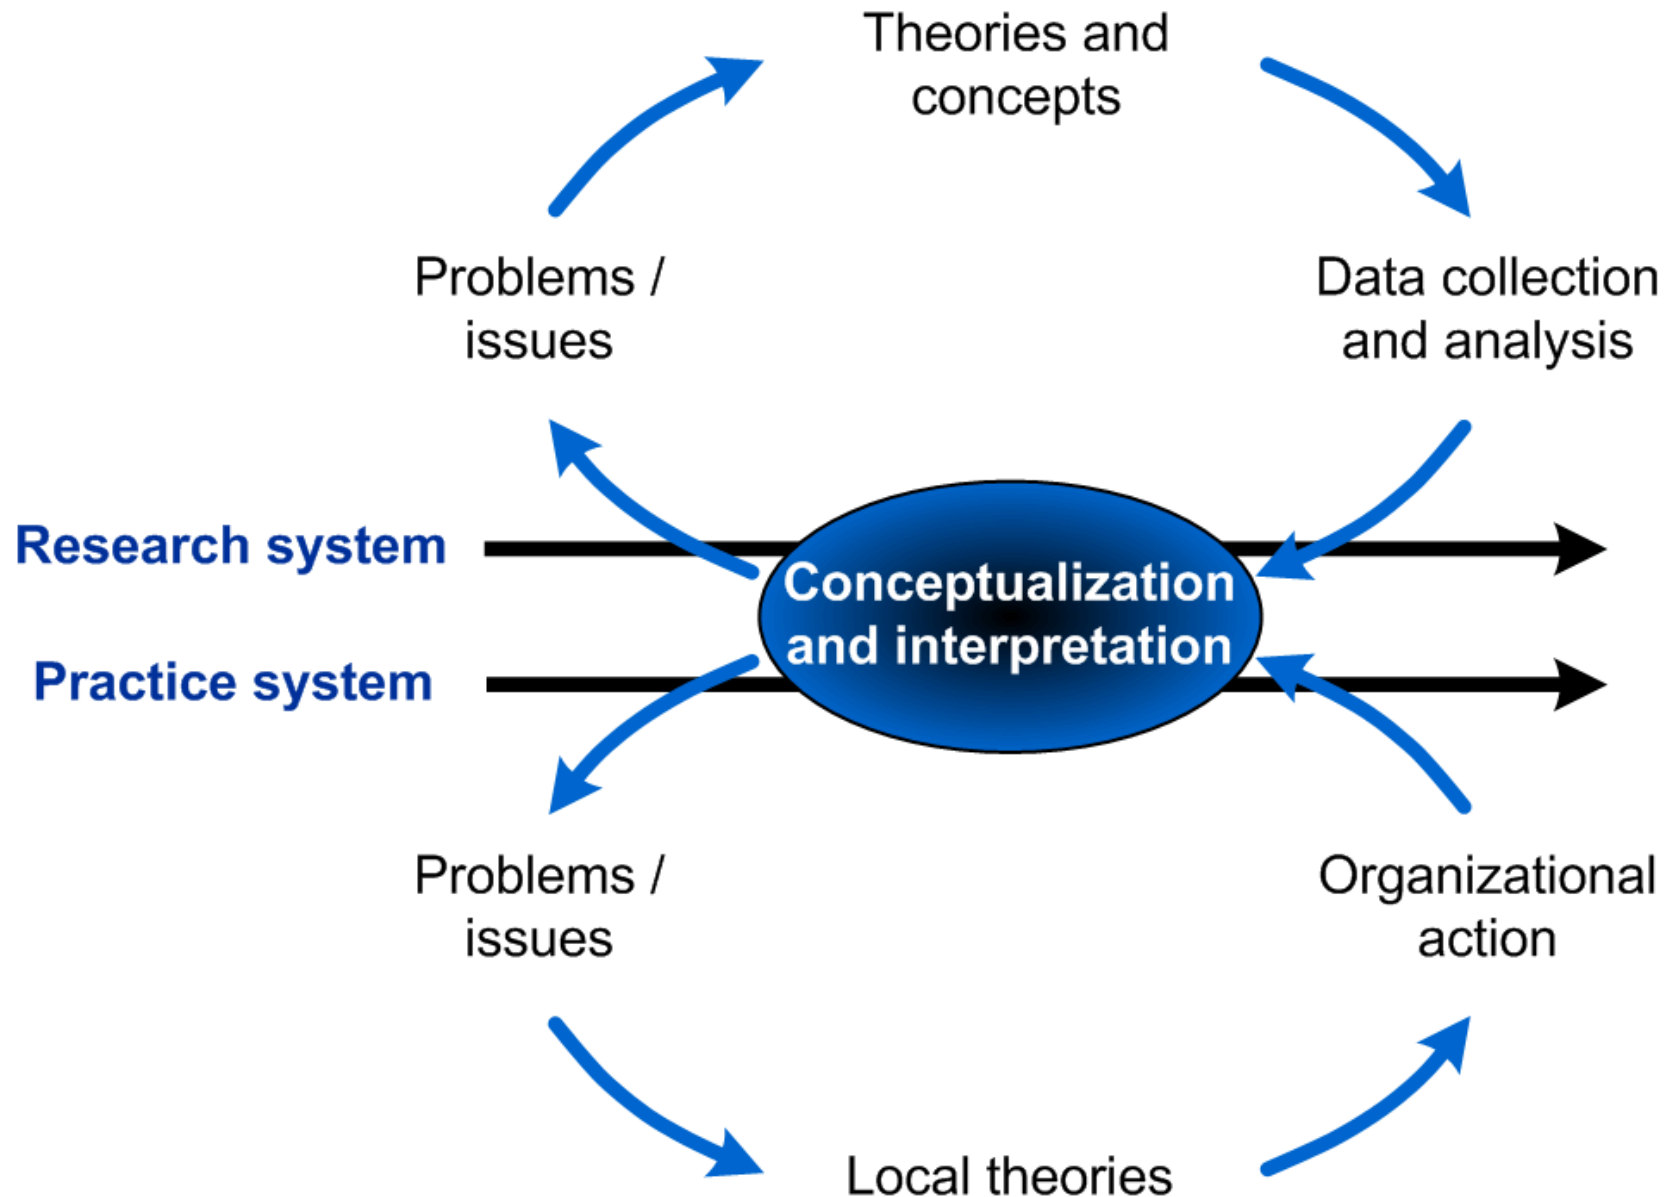 Theories and
concepts
Problems /
issues
Data collection
and analysis
Research system
Conceptualization
and interpretation
Practice system
Problems /
issues
Organizational
action
Local theories